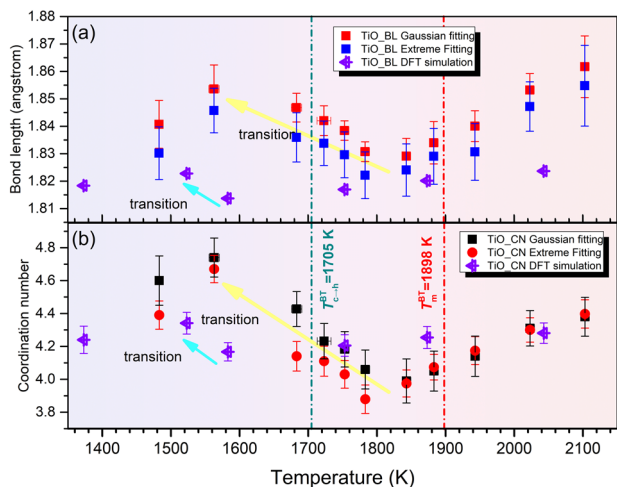 (a)
TiO_BL Gaussian fitting
TiO_BL Extreme Fitting
TiO_BL DFT simulation
1.88
1.87
1.86
1.85
1.84
1.83
1.82
1.81
Bond length (angstrom)
transition
transition
(b)
TiO_CN Gaussian fitting
TiO_CN Extreme Fitting
TiO_CN DFT simulation
4.8
4.6
4.4
4.2
4.0
3.8
Coordination number
transition
transition
T^BT_c→h=1705 K
T^BT_m=1898 K
1400 1500 1600 1700 1800 1900 2000 2100
Temperature (K)